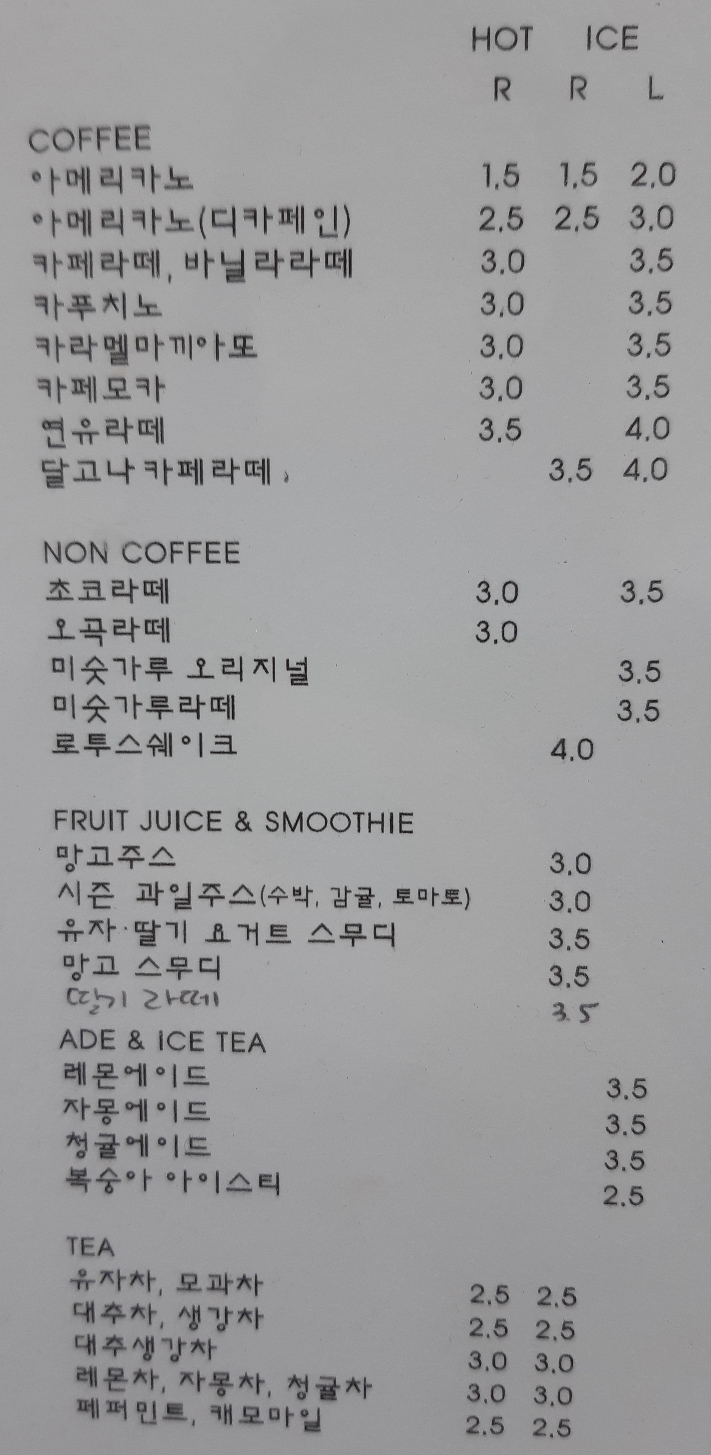 HOT ICE
R R L
COFFEE
아메리카노 1.5 1.5 2.0
아메리카노(디카페인) 2.5 2.5 3.0
카페라떼, 바닐라라떼 3.0 3.5
카푸치노 3.0 3.5
카라멜마끼아또 3.0 3.5
카페모카 3.0 3.5
연유라떼 3.5 4.0
달고나카페라떼 3.5 4.0
NON COFFEE
초코라떼 3.0 3.5
오곡라떼 3.0
미숫가루 오리지널 3.5
미숫가루라떼 3.5
로투스쉐이크 4.0
FRUIT JUICE & SMOOTHIE
망고주스 3.0
시즌 과일주스(수박, 감귤, 토마토) 3.0
유자·딸기 요거트 스무디 3.5
망고 스무디 3.5
딸기 라떼 3.5
ADE & ICE TEA
레몬에이드 3.5
자몽에이드 3.5
청귤에이드 3.5
복숭아 아이스티 2.5
TEA
유자차, 모과차 2.5 2.5
대추차, 생강차 2.5 2.5
대추생강차 3.0 3.0
레몬차, 자몽차, 청귤차 3.0 3.0
페퍼민트, 캐모마일 2.5 2.5